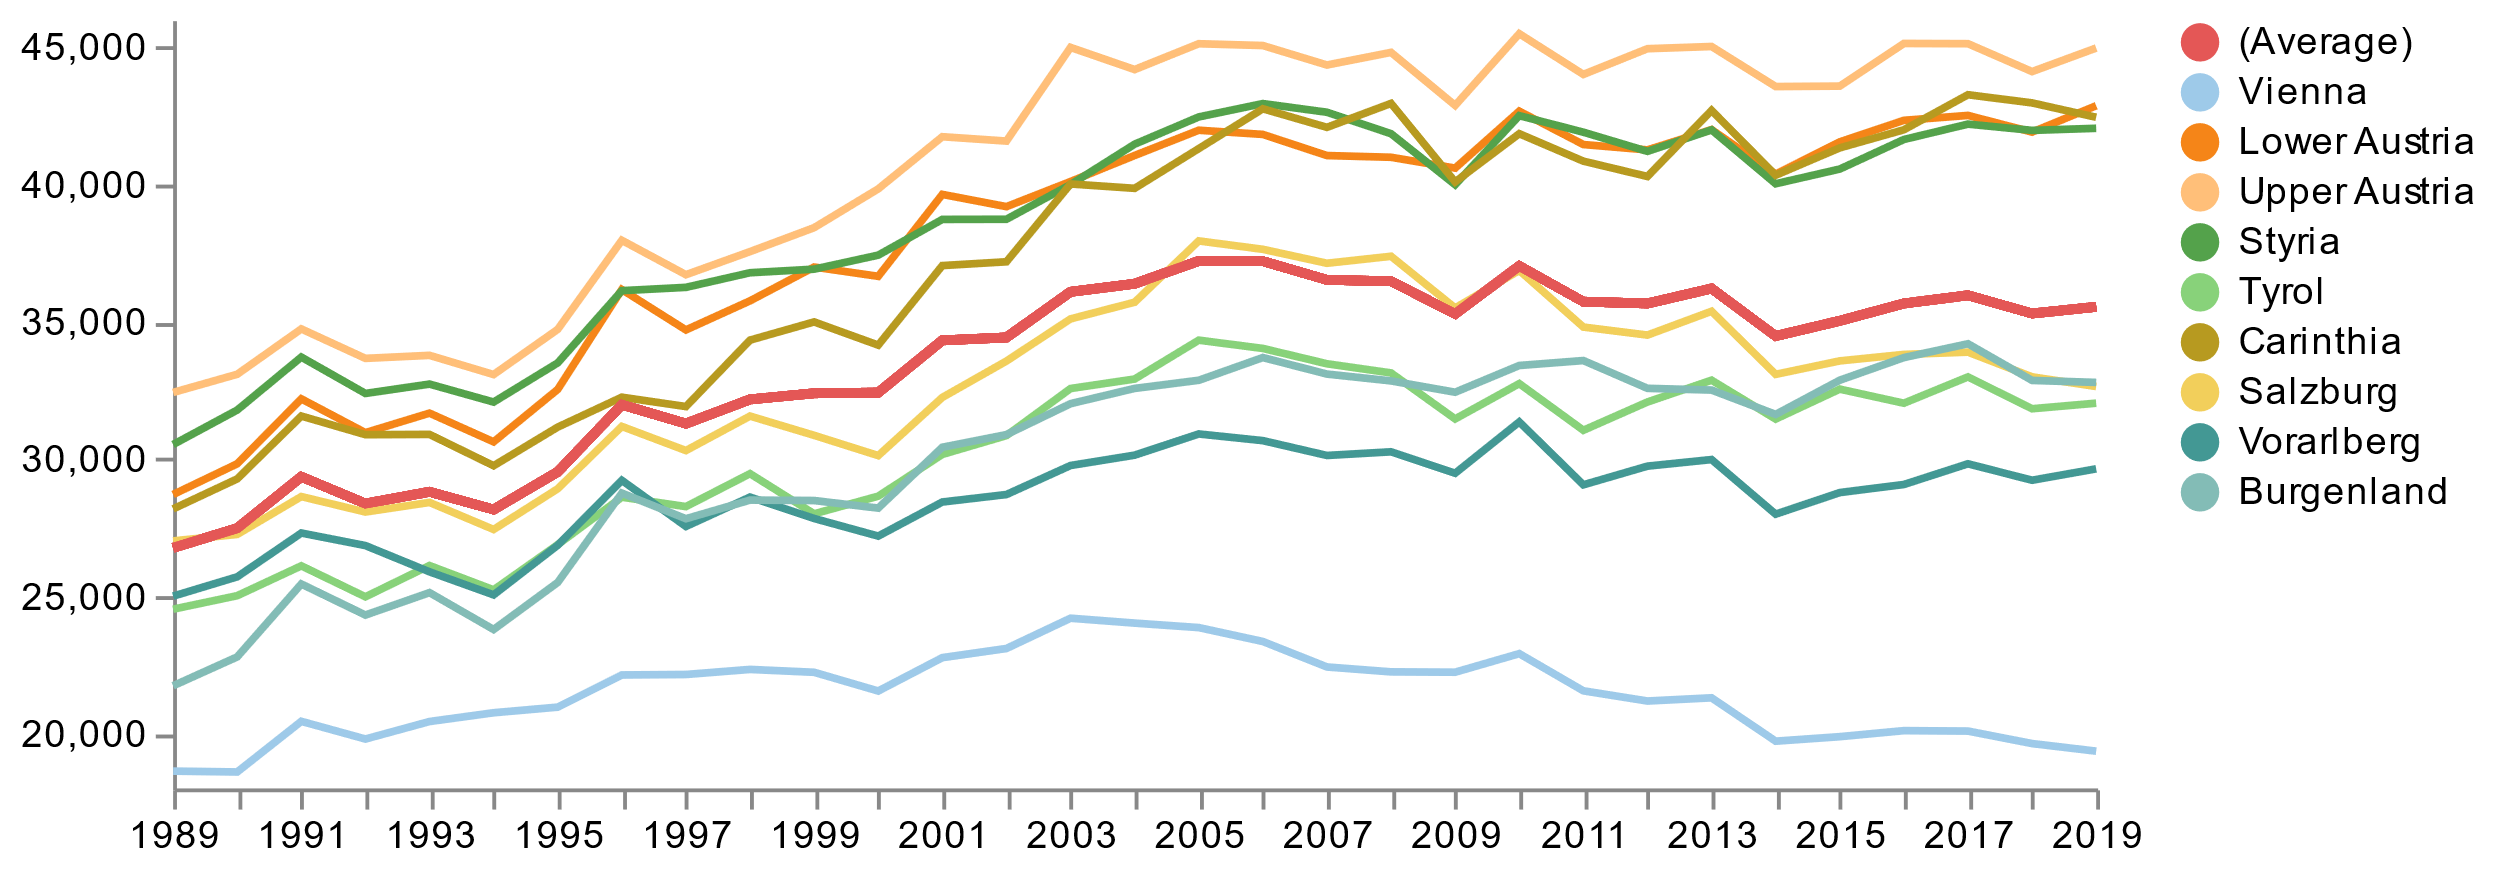 45,000
40,000
35,000
30,000
25,000
20,000
1989 1991 1993 1995 1997 1999 2001 2003 2005 2007 2009 2011 2013 2015 2017 2019
(Average)
Vienna
Lower Austria
Upper Austria
Styria
Tyrol
Carinthia
Salzburg
Vorarlberg
Burgenland